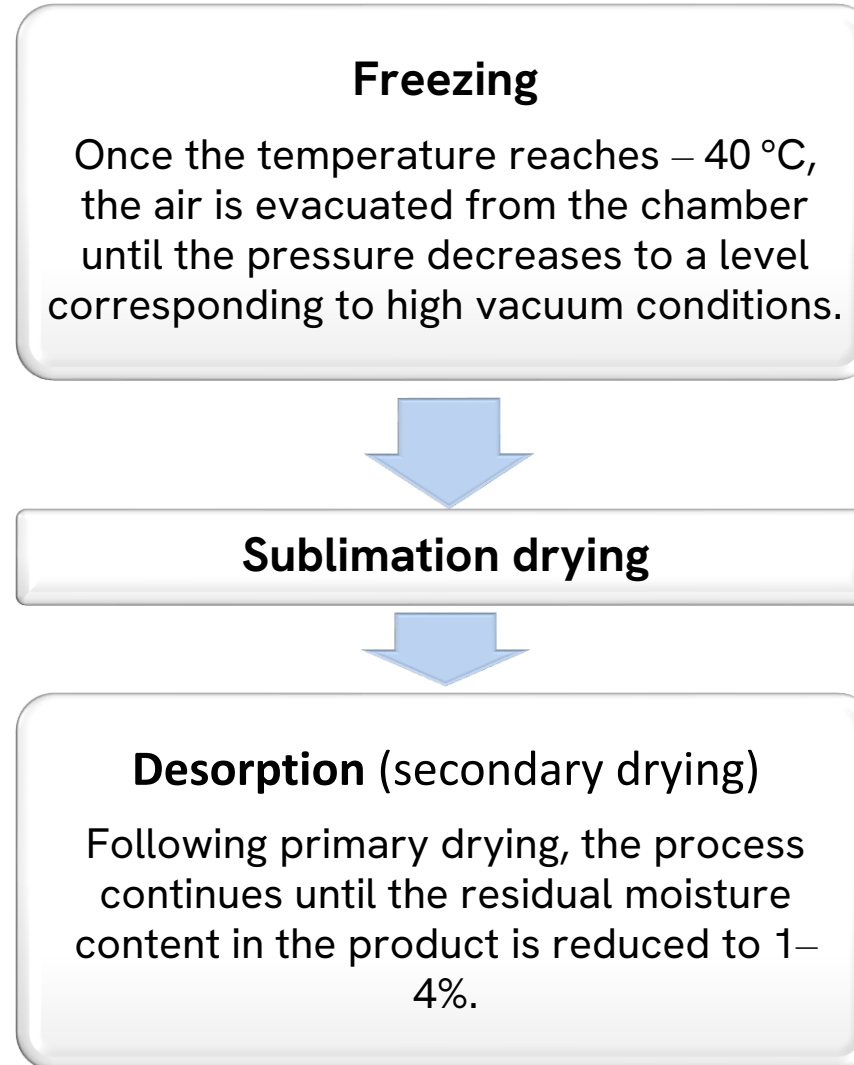 Freezing
Once the temperature reaches – 40 °C,
the air is evacuated from the chamber
until the pressure decreases to a level
corresponding to high vacuum conditions.
Sublimation drying
Desorption (secondary drying)
Following primary drying, the process
continues until the residual moisture
content in the product is reduced to 1–
4%.